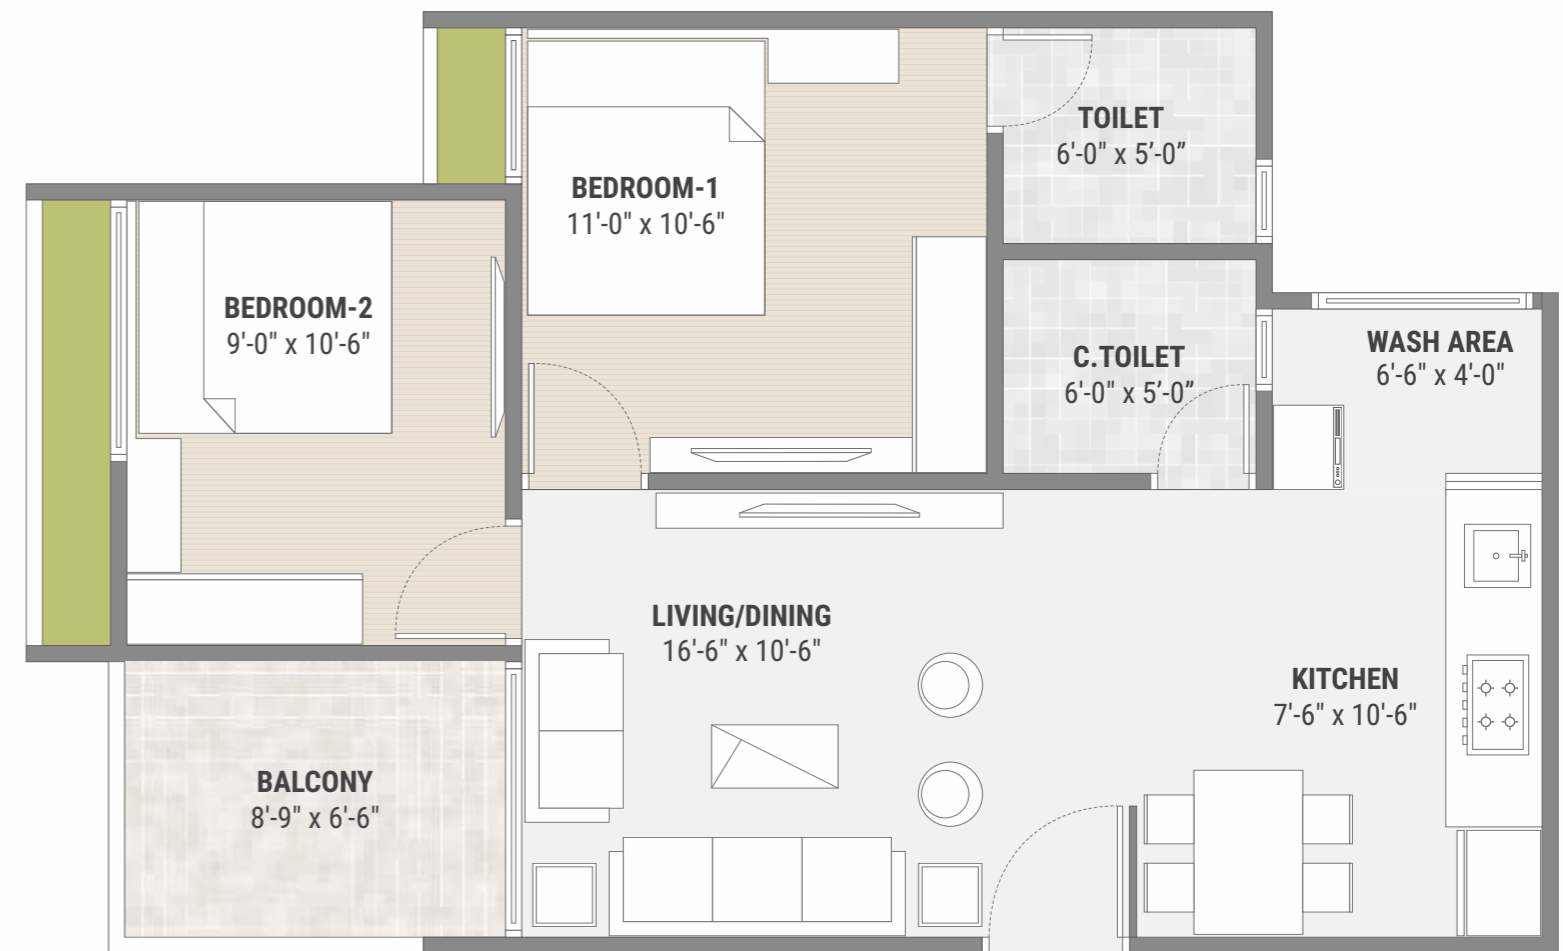 TOILET
6'-0" x 5’-0”
BEDROOM-1
11'-0" x 10'-6"
BEDROOM-2
9'-0" x 10'-6"
WASH AREA
6'-6" x 4'-0"
C.TOILET
6'-0" x 5’-0”
LIVING/DINING
16'-6" x 10'-6"
KITCHEN
7'-6" x 10'-6"
BALCONY
8'-9" x 6'-6"